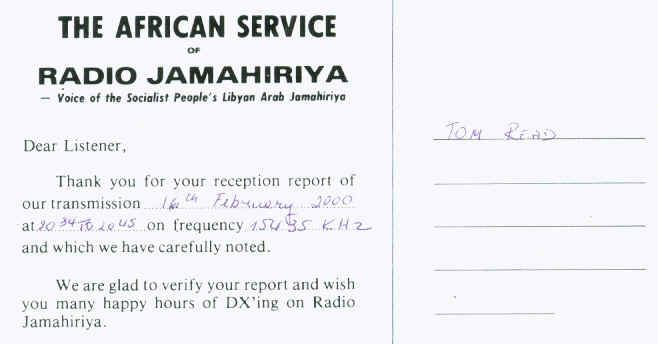 THE AFRICAN SERVICE
OF
RADIO JAMAHIRIYA
— Voice of the Socialist People's Libyan Arab Jamahiriya
Dear Listener,
Thank you for your reception report of
our transmission 16th February 2000
at 2034 to 2045 on frequency 15435 KHz
and which we have carefully noted.
We are glad to verify your report and wish
you many happy hours of DX'ing on Radio
Jamahiriya.
TOM READ